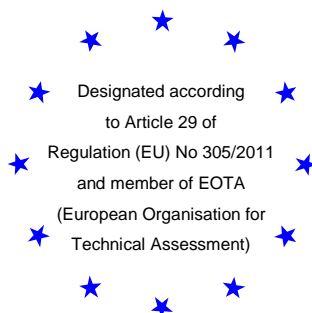 Designated according
to Article 29 of
Regulation (EU) No 305/2011
and member of EOTA
(European Organisation for
Technical Assessment)